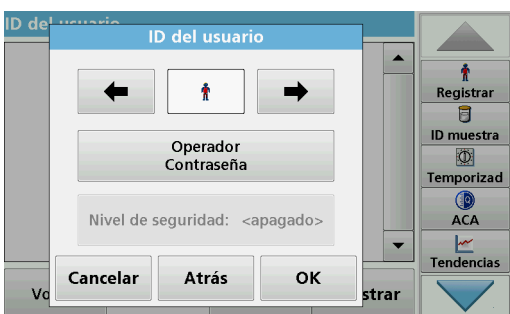 ID del usuario
ID del usuario
Registrar
ID muestra
Operador
Contraseña
Temporizad
Nivel de seguridad: <apagado>
ACA
Tendencias
Cancelar
Atrás
OK